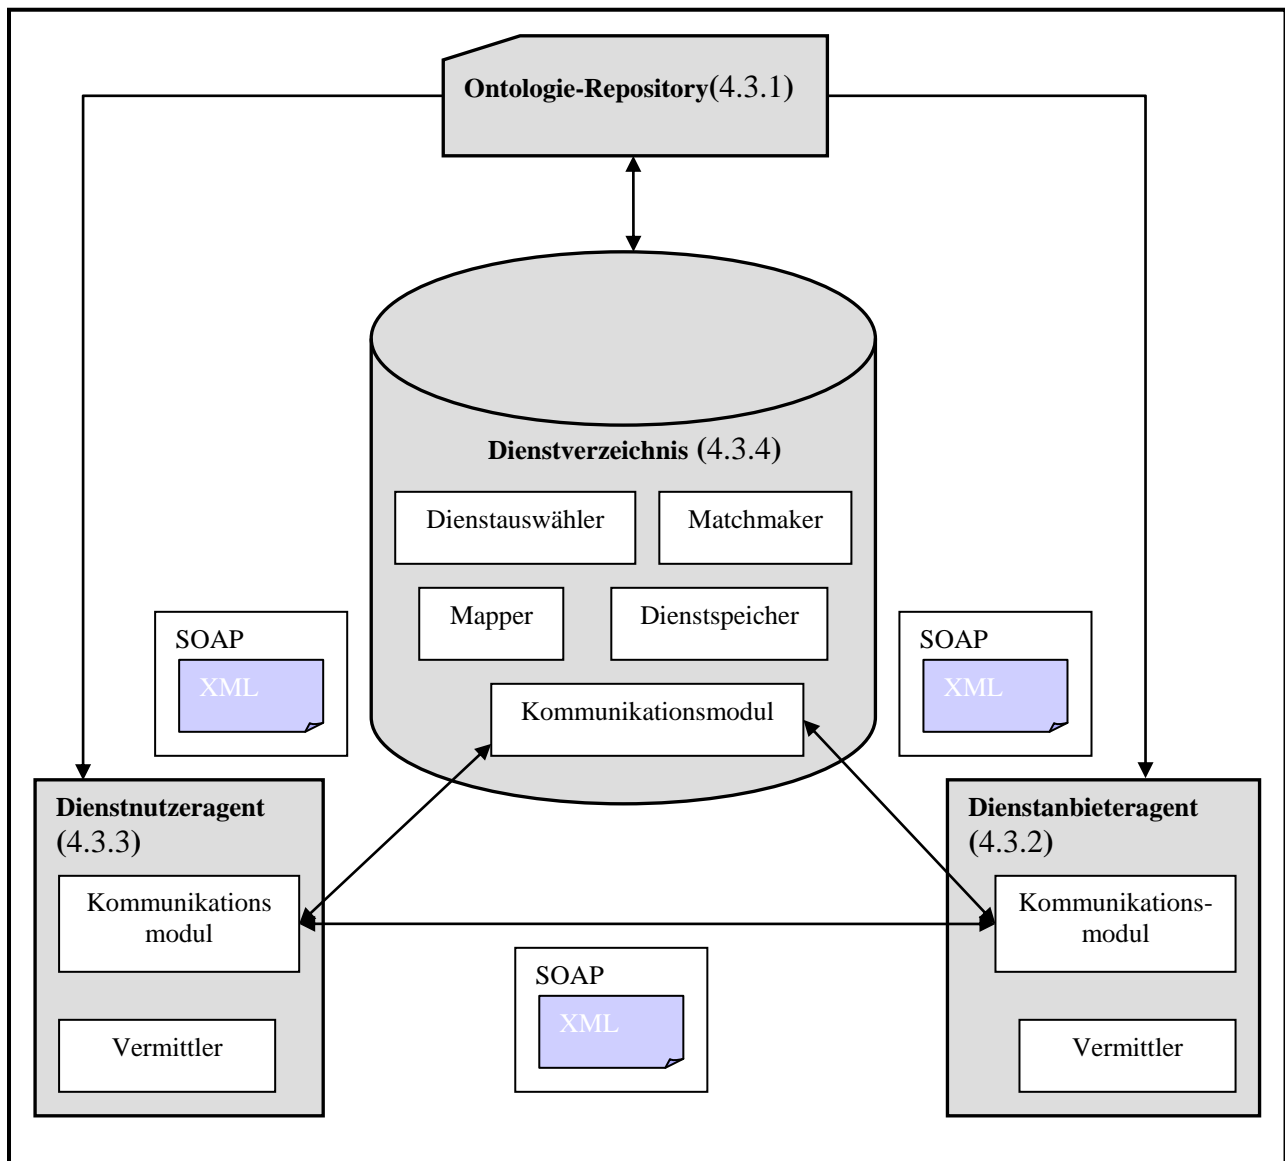 Ontologie-Repository(4.3.1)
Dienstverzeichnis (4.3.4)
Dienstauswähler
Matchmaker
Mapper
Dienstspeicher
Kommunikationsmodul
SOAP
XML
SOAP
XML
Dienstnutzeragent
(4.3.3)
Kommunikations
modul
Vermittler
SOAP
XML
Dienstanbieteragent
(4.3.2)
Kommunikations-
modul
Vermittler